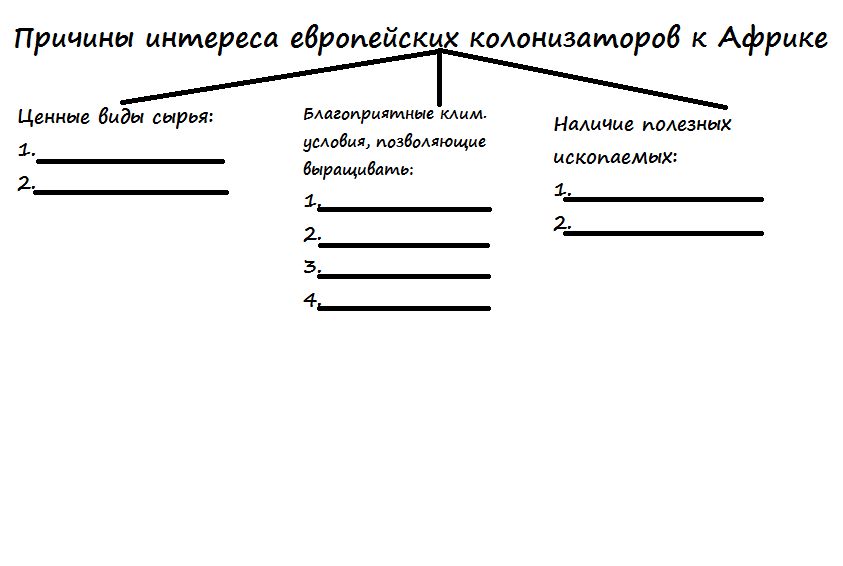 Причины интереса европейских колонизаторов к Африке
Ценные виды сырья:
1.
2.
Благоприятные клим.
условия, позволяющие
выращивать:
1.
2.
3.
4.
Наличие полезных
ископаемых:
1.
2.